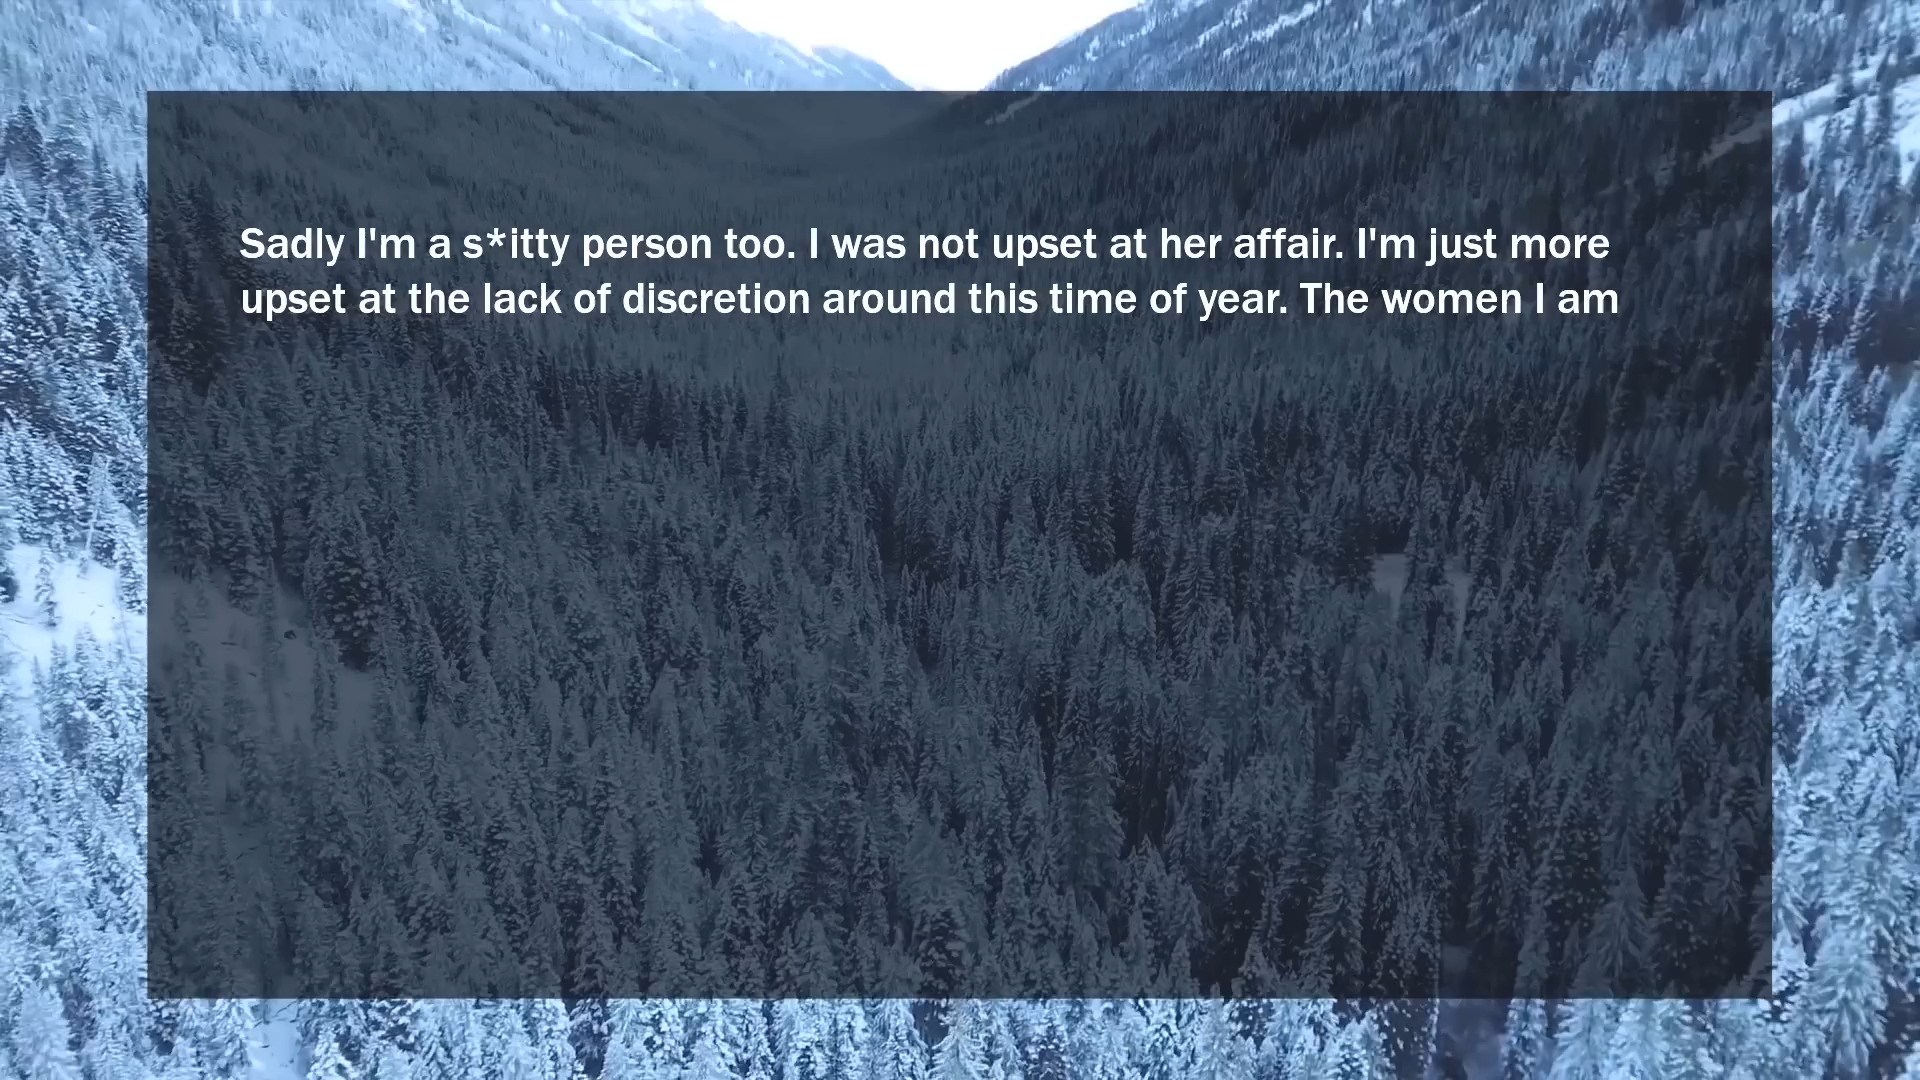 Sadly I'm a s*itty person too. I was not upset at her affair. I'm just more
upset at the lack of discretion around this time of year. The women I am